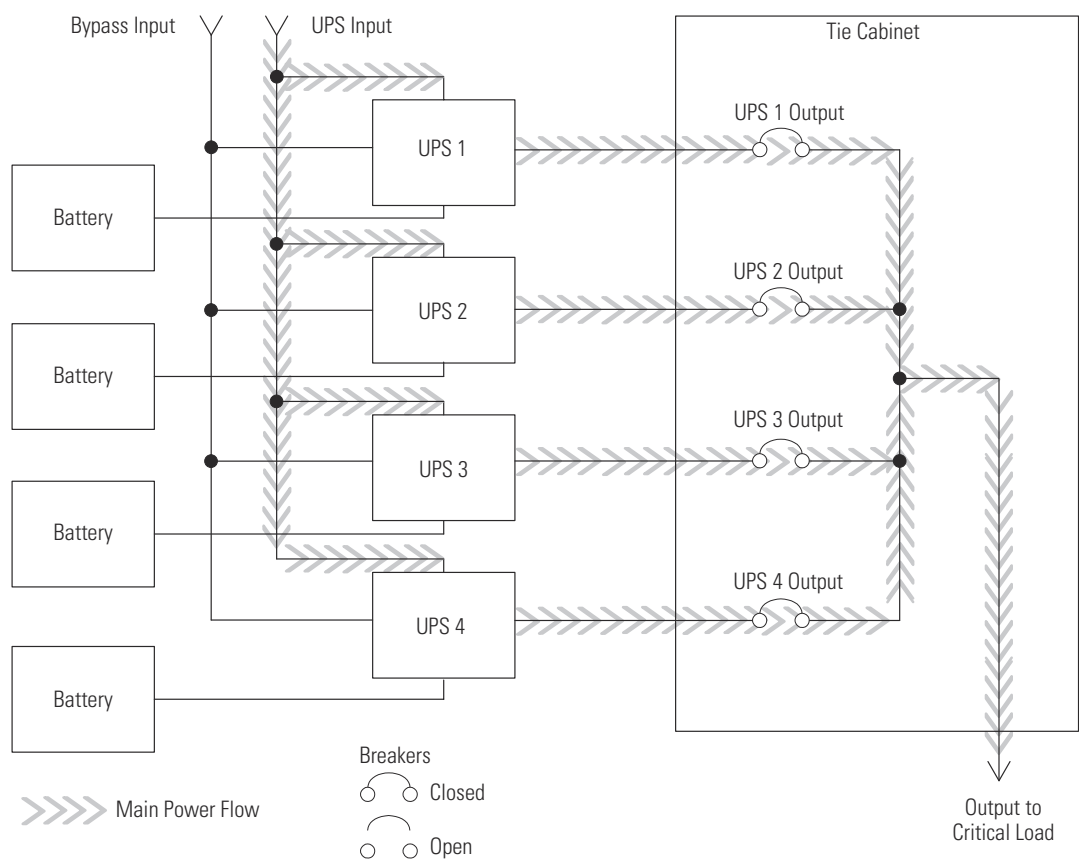 Bypass Input
UPS Input
Tie Cabinet
UPS 1 Output
UPS 1
Battery
UPS 2 Output
UPS 2
Battery
UPS 3 Output
UPS 3
Battery
UPS 4 Output
UPS 4
Battery
Breakers
Closed
Main Power Flow
Open
Output to
Critical Load